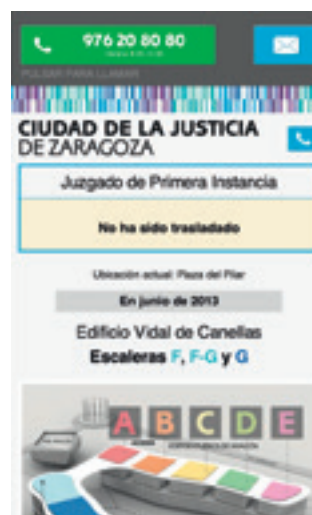 976 20 80 80
PULSAR PARA LLAMAR
CIUDAD DE LA JUSTICIA
DE ZARAGOZA
Juzgado de Primera Instancia
No ha sido trasladado
Ubicación actual: Plaza del Pilar
En junio de 2013
Edificio Vidal de Canellas
Escaleras F, F-G y G
A B C D E